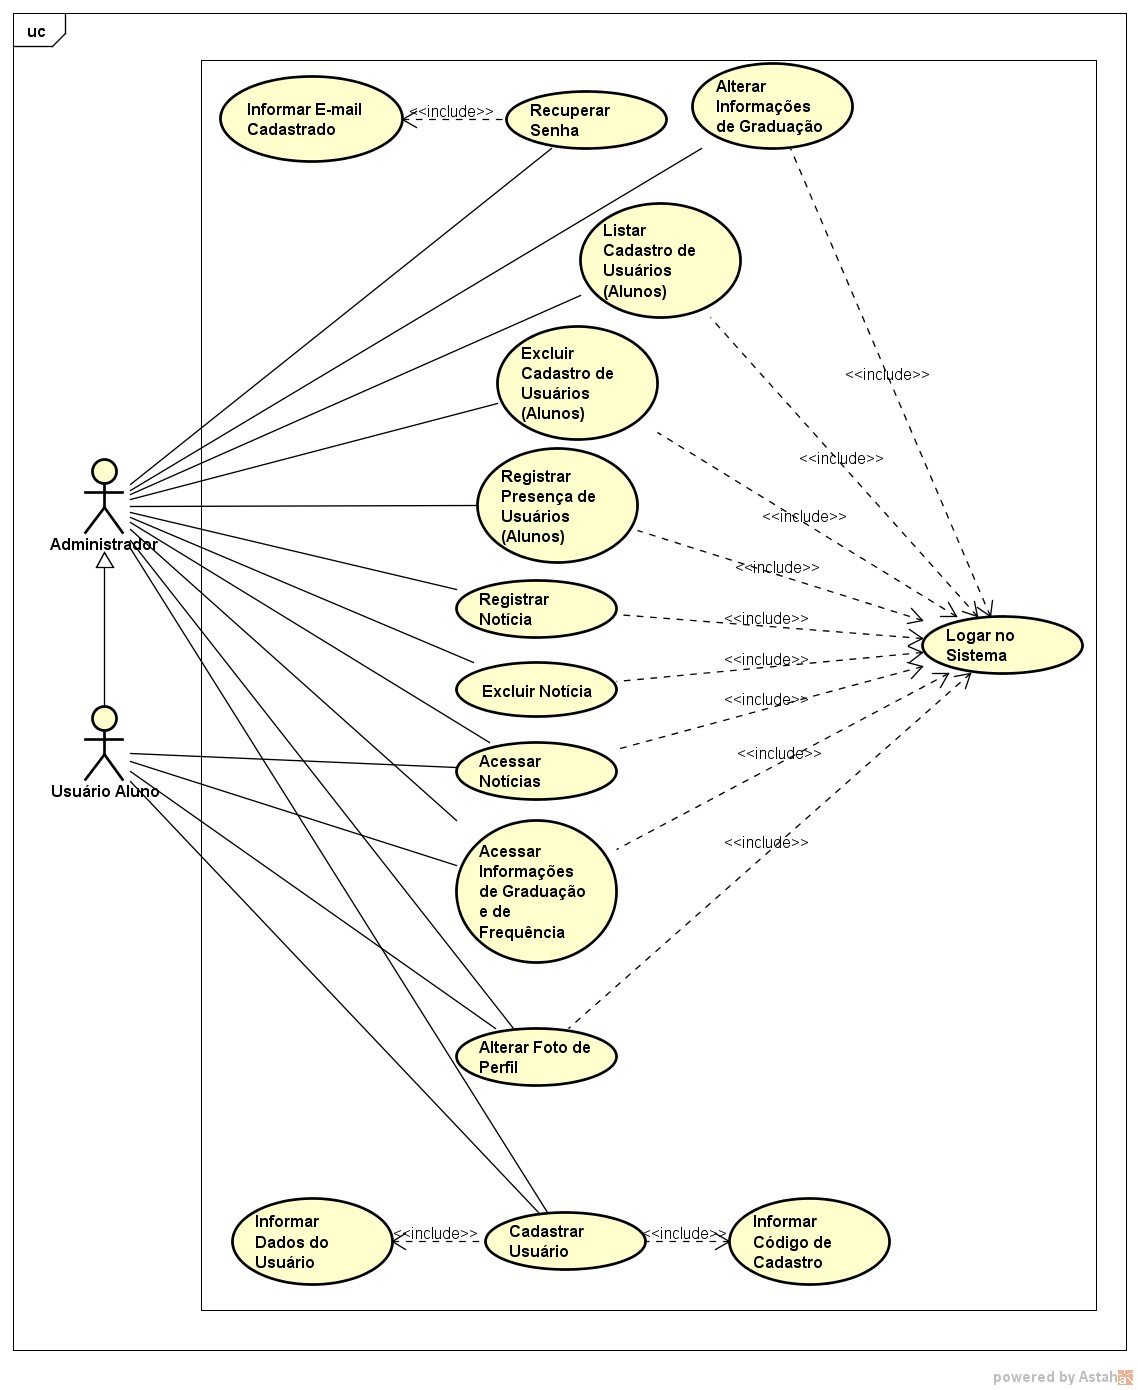 uc
Informar E-mail
Cadastrado
<<include>>
Recuperar
Senha
Alterar
Informações
de Graduação
Listar
Cadastro de
Usuários
(Alunos)
Excluir
Cadastro de
Usuários
(Alunos)
<<include>>
<<include>>
<<include>>
<<include>>
Registrar
Presença de
Usuários
(Alunos)
Administrador
Registrar
Notícia
<<include>>
Logar no
Sistema
Excluir Notícia
<<include>>
<<include>>
Acessar
Notícias
<<include>>
Usuário Aluno
Acessar
Informações
de Graduação
e de
Frequência
<<include>>
Alterar Foto de
Perfil
Informar
Dados do
Usuário
<<include>>
Cadastrar
Usuário
<<include>>
Informar
Código de
Cadastro
powered by Astah